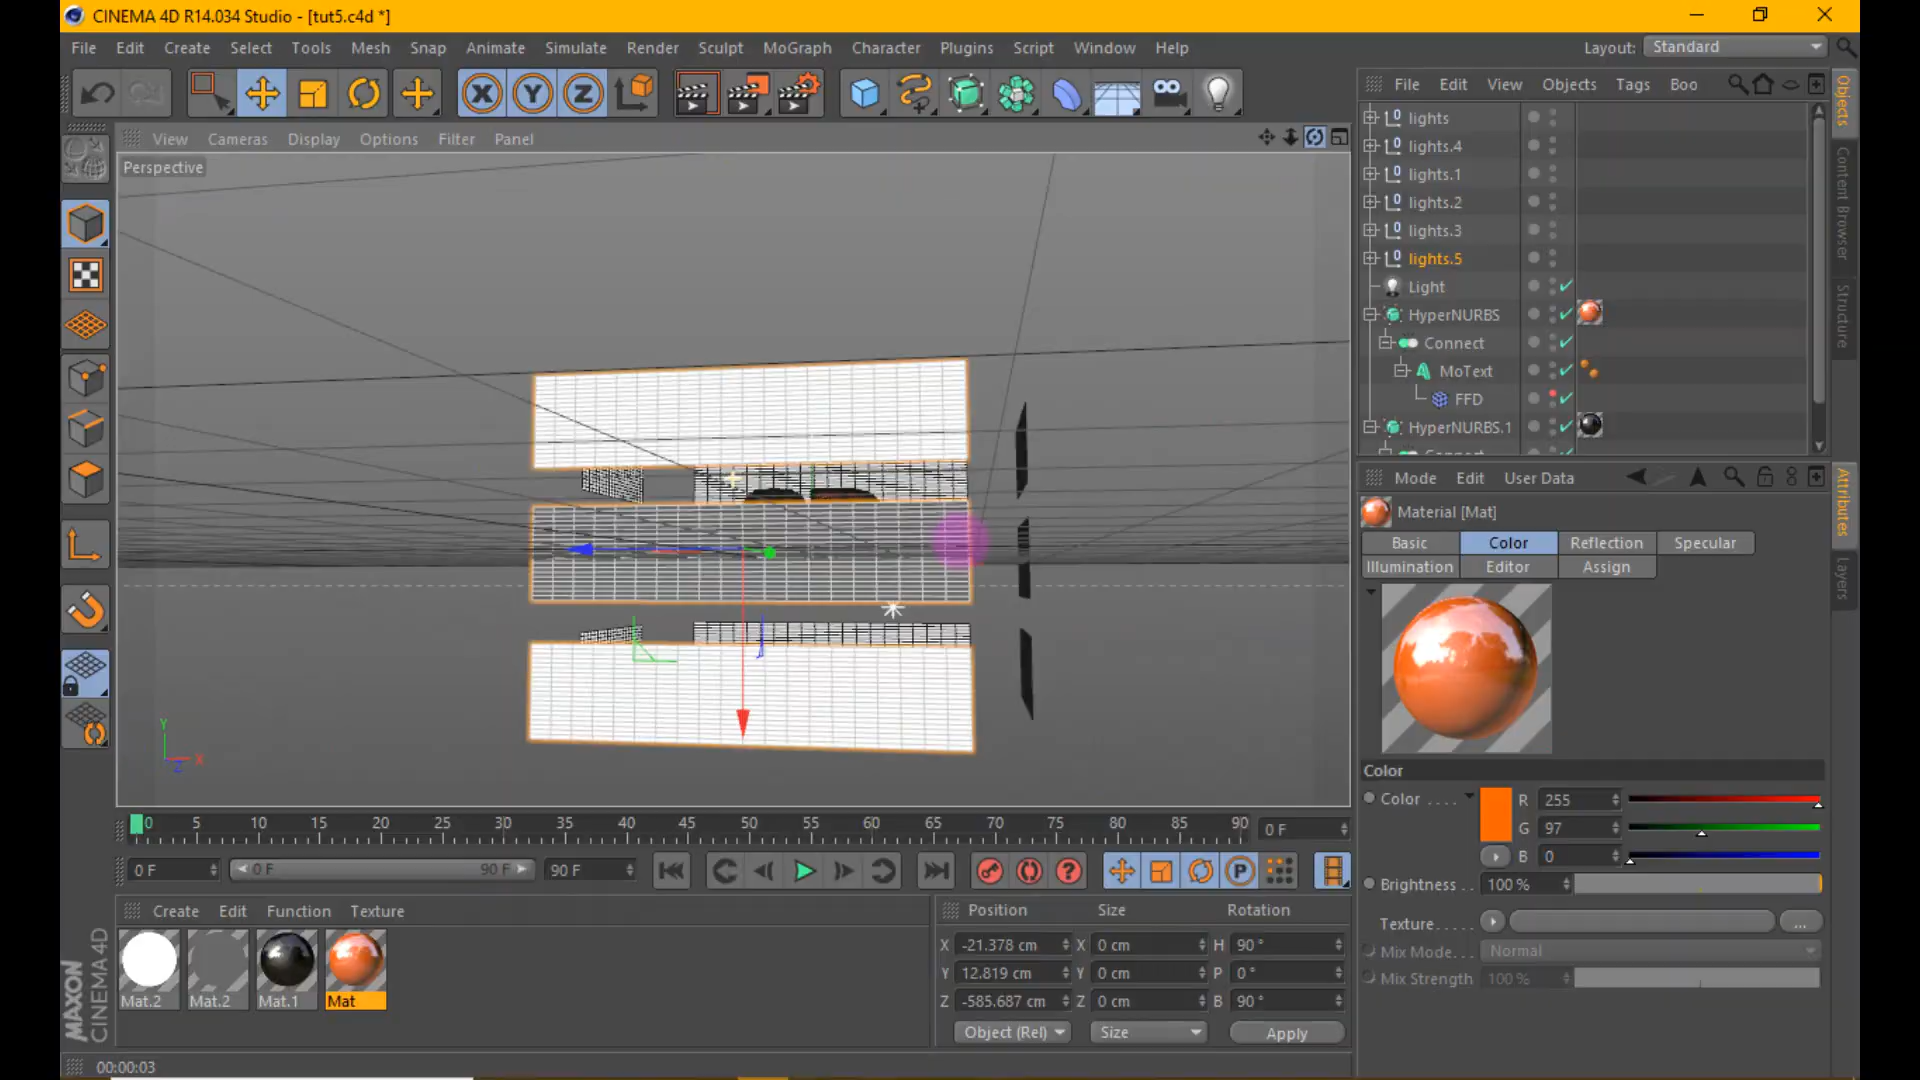 CINEMA 4D R14.034 Studio - [tut5.c4d *]
File Edit Create Select Tools Mesh Snap Animate Simulate Render Sculpt MoGraph Character Plugins Script Window Help
Layout: Standard
File Edit View Objects Tags Boo
View Cameras Display Options Filter Panel
Perspective
lights
lights.4
lights.1
lights.2
lights.3
lights.5
Light
HyperNURBS
Connect
MoText
FFD
HyperNURBS.1
Connect
Objects
Content Browser
Structure
Mode Edit User Data
Material [Mat]
Basic Color Reflection Specular
Illumination Editor Assign
Attributes
Layers
Color
Color . . . . R 255
G 97
B 0
Brightness . . 100 %
Texture. . . . . ...
Mix Mode. . . Normal
Mix Strength 100 %
Y
X
Z
0 5 10 15 20 25 30 35 40 45 50 55 60 65 70 75 80 85 90 0 F
0 F 0 F 90 F 90 F
Create Edit Function Texture
Mat.2 Mat.2 Mat.1 Mat
Position Size Rotation
X -21.378 cm X 0 cm H 90 °
Y 12.819 cm Y 0 cm P 0 °
Z -585.687 cm Z 0 cm B 90 °
Object (Rel) Size Apply
MAXON
CINEMA 4D
00:00:03